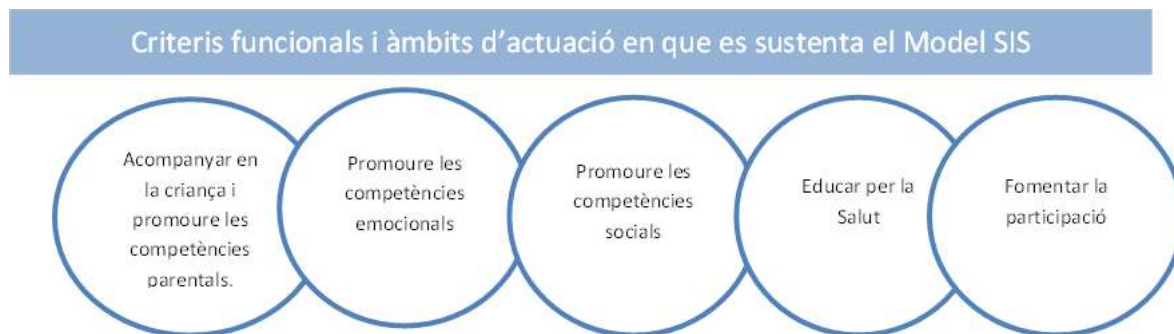 Criteris funcionals i àmbits d'actuació en que es sustenta el Model SIS
Acompanyar en
la criança i
promoure les
competències
parentals.
Promoure les
competències
emocionals
Promoure les
competències
socials
Educar per la
Salut
Fomentar la
participació